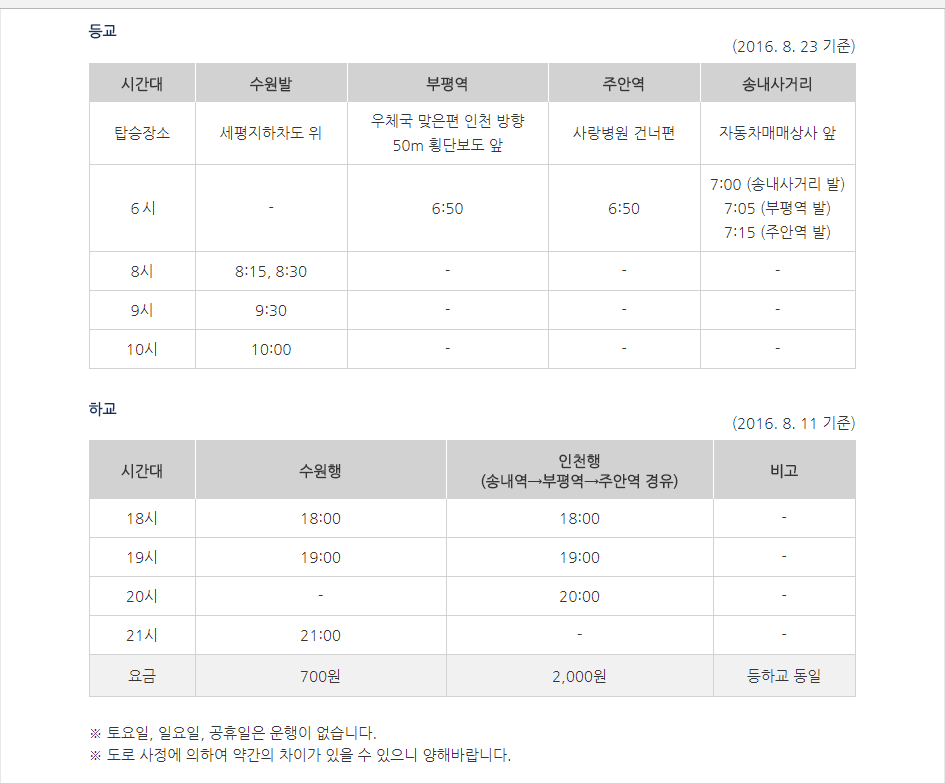 등교
(2016. 8. 23 기준)
시간대 수원발 부평역 주안역 송내사거리
탑승장소 세평지하차도 위 우체국 맞은편 인천 방향 사랑병원 건너편 자동차매매상사 앞
50m 횡단보도 앞
6시 - 6:50 6:50 7:00 (송내사거리 발)
7:05 (부평역 발)
7:15 (주안역 발)
8시 8:15, 8:30 - - -
9시 9:30 - - -
10시 10:00 - - -
하교
(2016. 8. 11 기준)
시간대 수원행 인천행 비고
(송내역→부평역→주안역 경유)
18시 18:00 18:00 -
19시 19:00 19:00 -
20시 - 20:00 -
21시 21:00 - -
요금 700원 2,000원 등하교 동일
※ 토요일, 일요일, 공휴일은 운행이 없습니다.
※ 도로 사정에 의하여 약간의 차이가 있을 수 있으니 양해바랍니다.